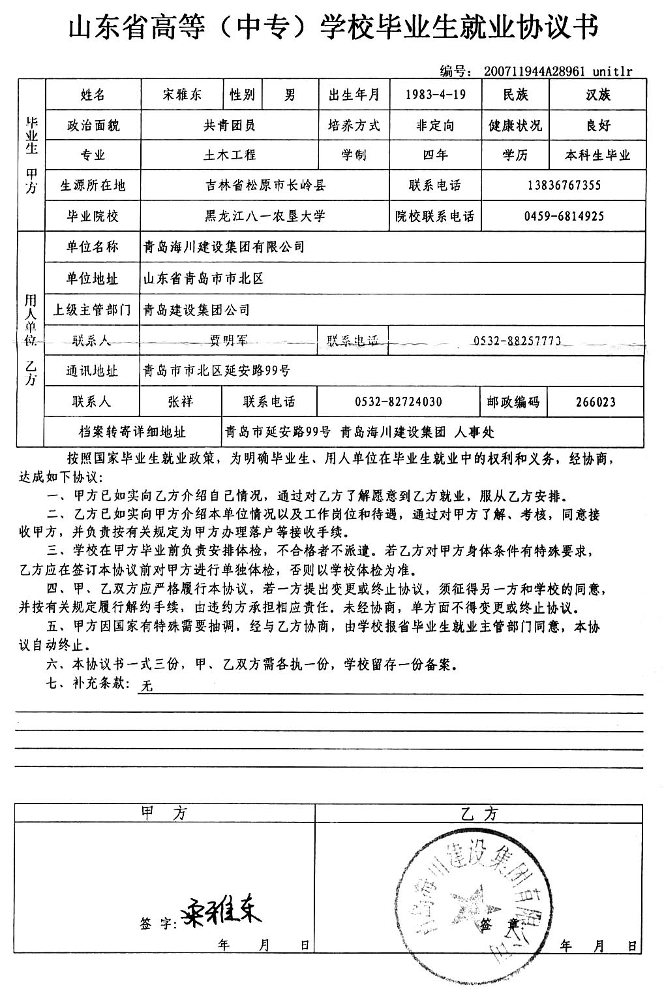 山东省高等（中专）学校毕业生就业协议书
编号： 200711944A28961 unitlr
毕业生 甲方
姓名 宋雅东 性别 男 出生年月 1983-4-19 民族 汉族
政治面貌 共青团员 培养方式 非定向 健康状况 良好
专业 土木工程 学制 四年 学历 本科生毕业
生源所在地 吉林省松原市长岭县 联系电话 13836767355
毕业院校 黑龙江八一农垦大学 院校联系电话 0459-6814925
用人单位 乙方
单位名称 青岛海川建设集团有限公司
单位地址 山东省青岛市市北区
上级主管部门 青岛建设集团公司
联系人 贾明军 联系电话 0532-88257773
通讯地址 青岛市市北区延安路99号
联系人 张祥 联系电话 0532-82724030 邮政编码 266023
档案转寄详细地址 青岛市延安路99号 青岛海川建设集团 人事处
按照国家毕业生就业政策，为明确毕业生、用人单位在毕业生就业中的权利和义务，经协商，
达成如下协议：
一、甲方已如实向乙方介绍自己情况，通过对乙方了解愿意到乙方就业，服从乙方安排。
二、乙方已如实向甲方介绍本单位情况以及工作岗位和待遇，通过对甲方了解、考核，同意接
收甲方，并负责按有关规定为甲方办理落户等接收手续。
三、学校在甲方毕业前负责安排体检，不合格者不派遣。若乙方对甲方身体条件有特殊要求，
乙方应在签订本协议前对甲方进行单独体检，否则以学校体检为准。
四、甲、乙双方应严格履行本协议，若一方提出变更或终止协议，须征得另一方和学校的同意，
并按有关规定履行解约手续，由违约方承担相应责任。未经协商，单方面不得变更或终止协议。
五、甲方因国家有特殊需要抽调，经与乙方协商，由学校报省毕业生就业主管部门同意，本协
议自动终止。
六、本协议书一式三份，甲、乙双方需各执一份，学校留存一份备案。
七、补充条款：无
甲 方 乙 方
青岛海川建设集团有限公司
签 字：栾雅东 签 章：
年 月 日 年 月 日